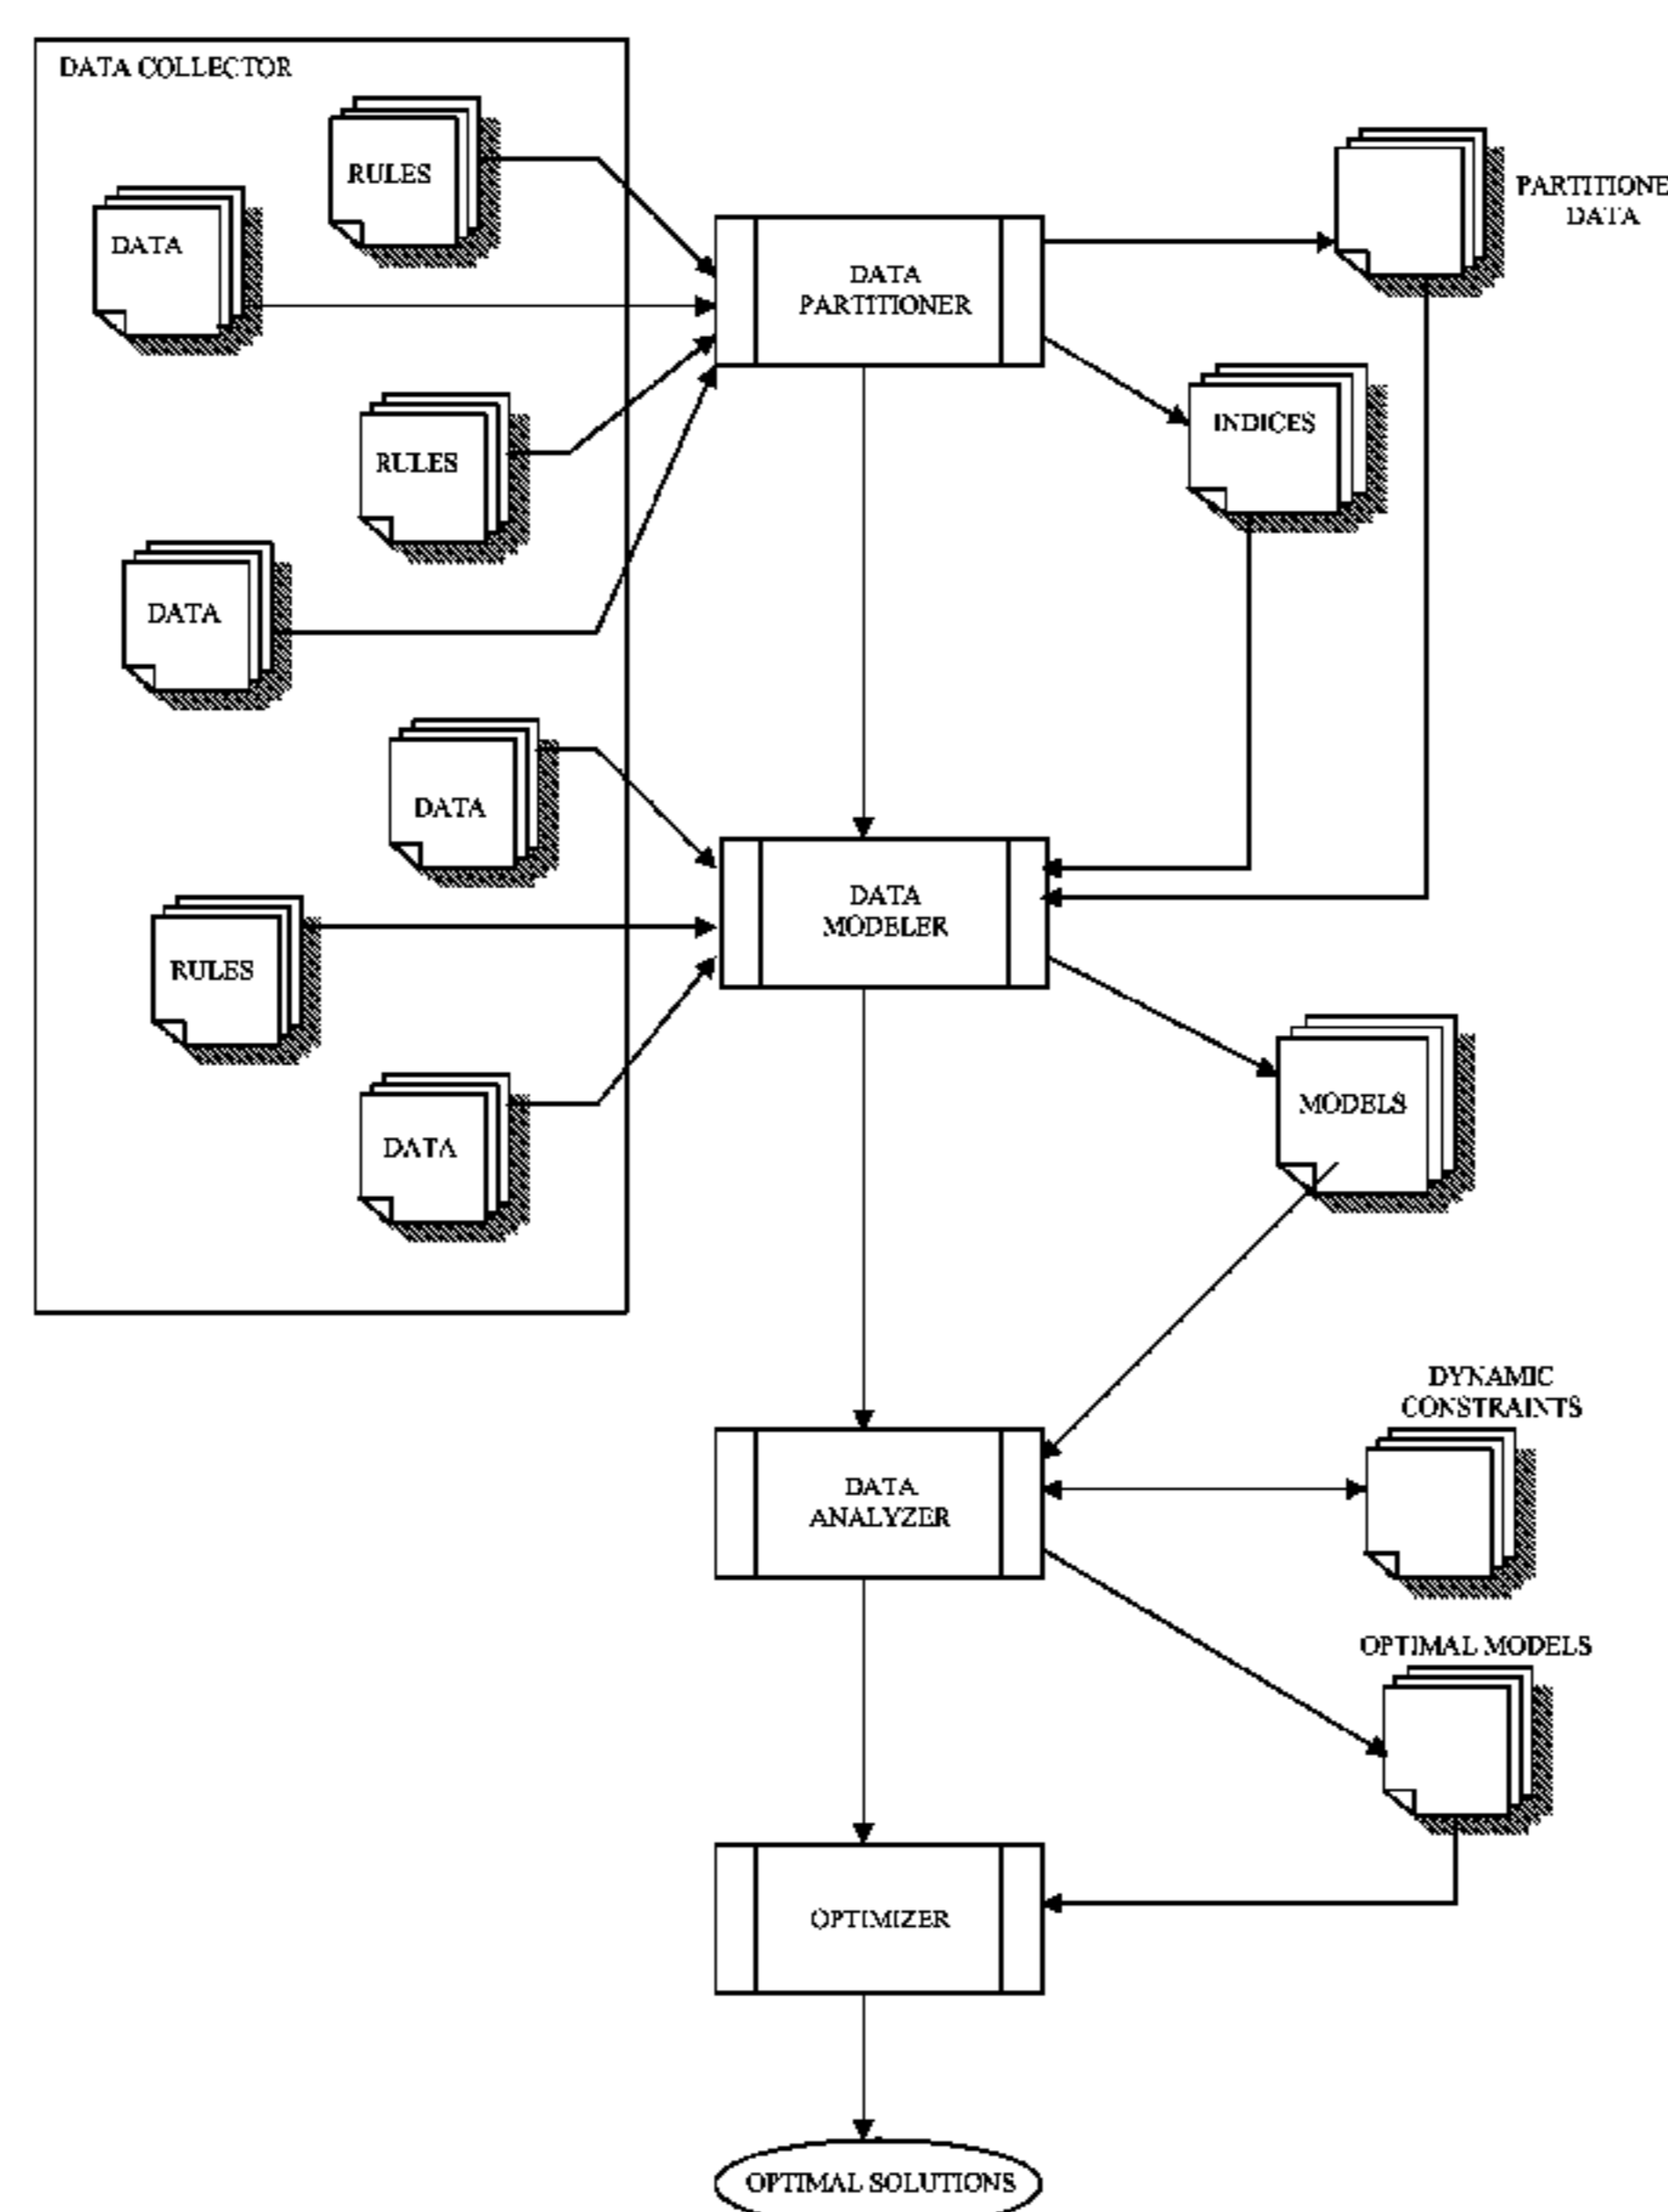 DATA COLLECTOR
RULES
DATA
RULES
DATA
DATA
RULES
DATA
DATA
PARTITIONER
PARTITIONE
DATA
INDICES
DATA
MODELER
MODELS
DYNAMIC
CONSTRAINTS
DATA
ANALYZER
OPTIMAL MODELS
OPTIMIZER
OPTIMAL SOLUTIONS